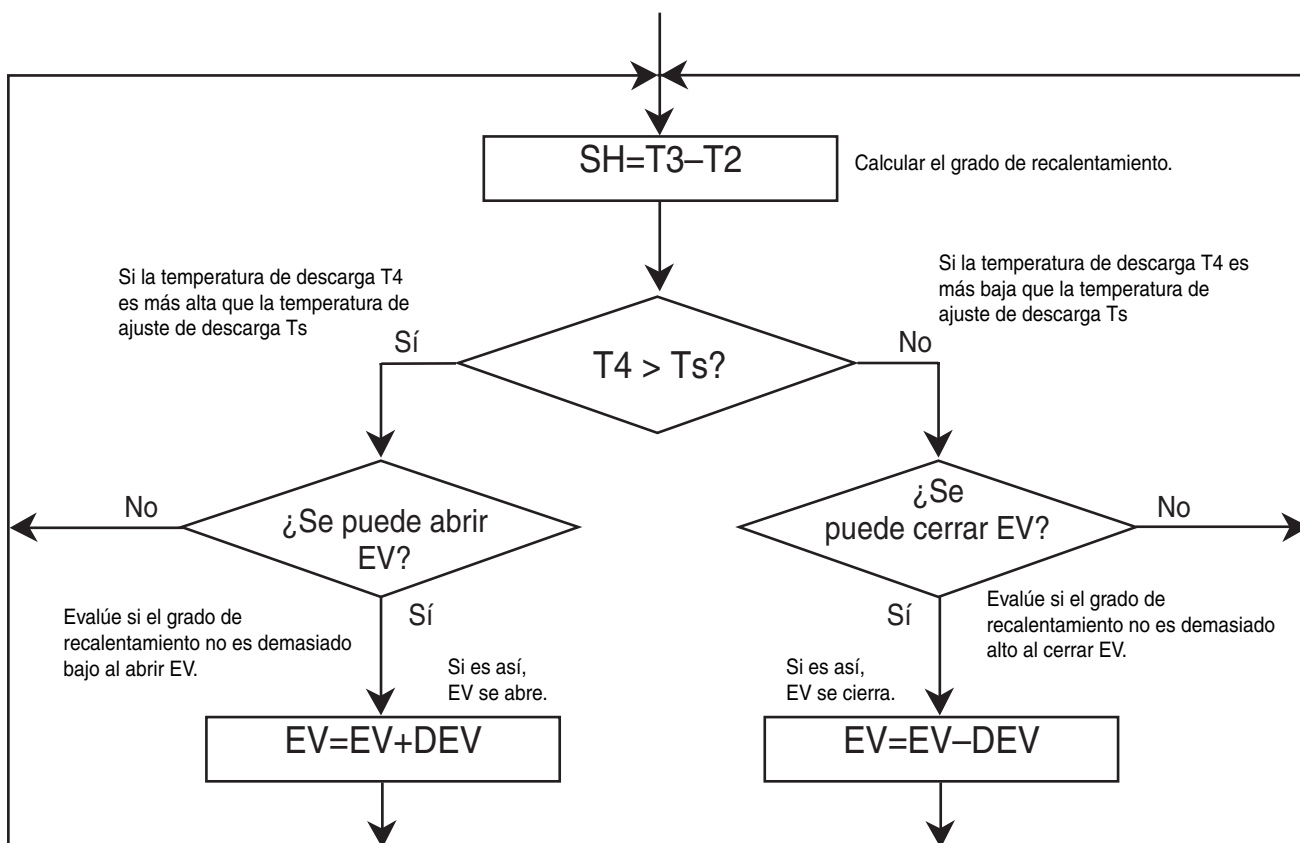 SH=T3–T2
Calcular el grado de recalentamiento.
Si la temperatura de descarga T4
es más alta que la temperatura de
ajuste de descarga Ts
Si la temperatura de descarga T4 es
más baja que la temperatura de
ajuste de descarga Ts
Sí
T4 > Ts?
No
No
¿Se puede abrir
EV?
¿Se
puede cerrar EV?
No
Evalúe si el grado de
recalentamiento no es demasiado
bajo al abrir EV.
Sí
Sí
Evalúe si el grado de
recalentamiento no es demasiado
alto al cerrar EV.
Si es así,
EV se abre.
Si es así,
EV se cierra.
EV=EV+DEV
EV=EV–DEV